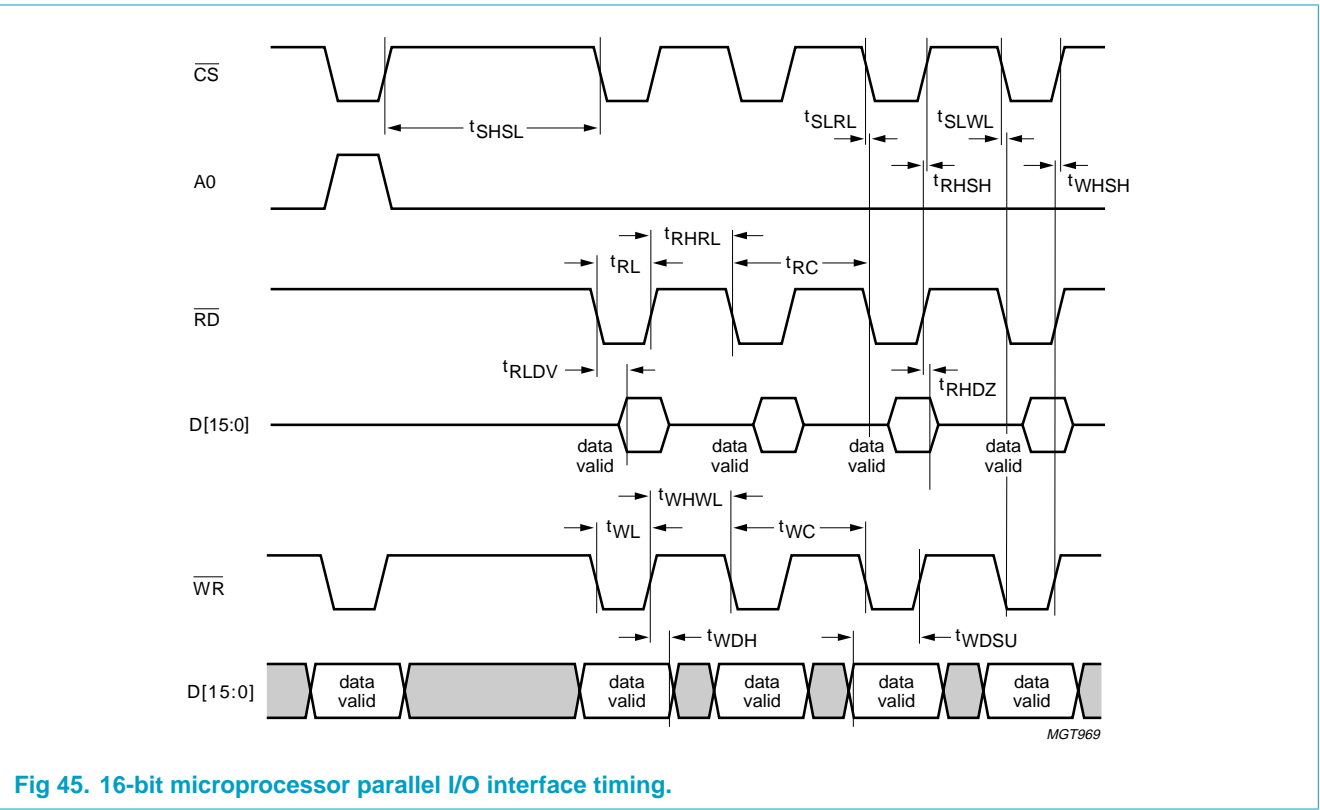 CS
tSHSL
tSLRL
tSLWL
A0
tRHSH
tWHSH
tRHRL
tRL
tRC
RD
tRLDV
tRHDZ
D[15:0]
data valid
data valid
data valid
data valid
tWHWL
tWL
tWC
WR
tWDH
tWDSU
D[15:0]
data valid
data valid
data valid
data valid
data valid
MGT969
Fig 45. 16-bit microprocessor parallel I/O interface timing.